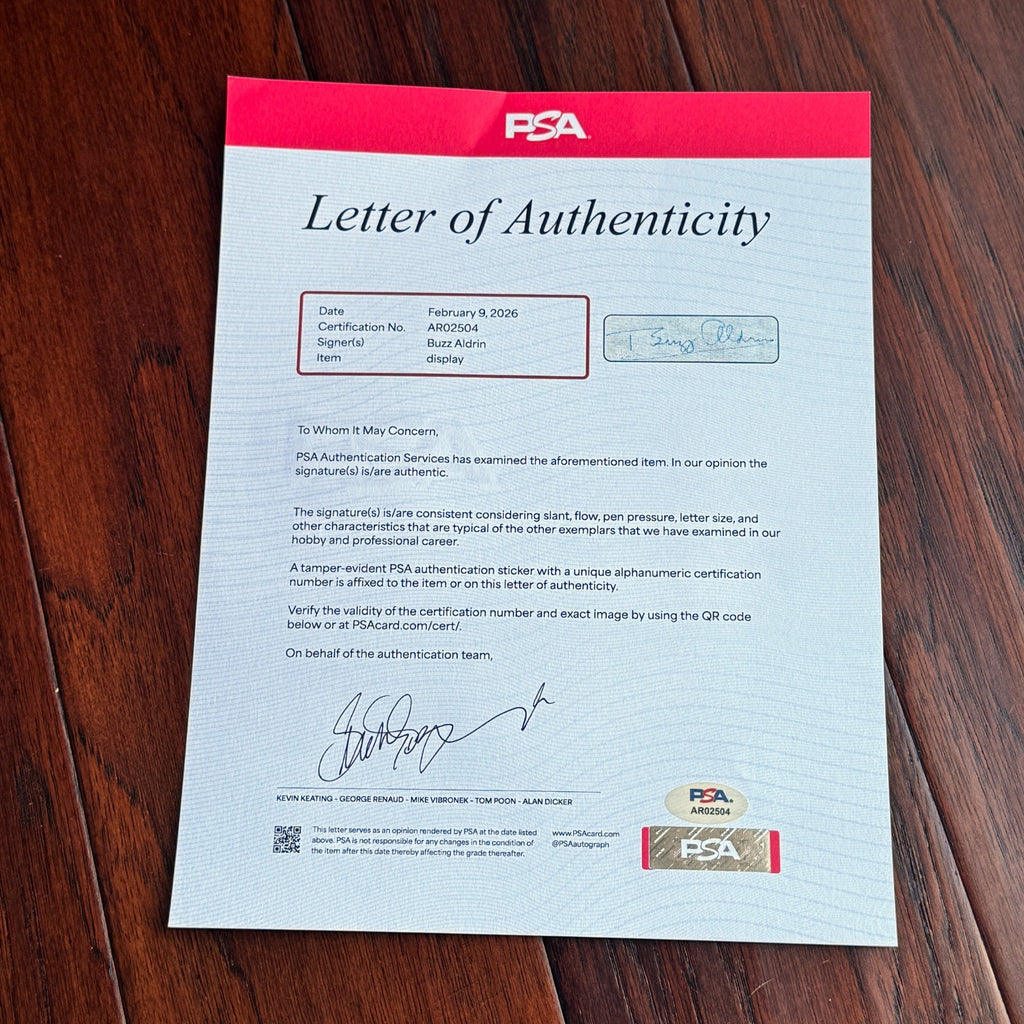 PSA
Letter of Authenticity
Date February 9, 2026
Certification No. AR02504
Signer(s) Buzz Aldrin
Item display
Buzz Aldrin
To Whom It May Concern,
PSA Authentication Services has examined the aforementioned item. In our opinion the
signature(s) is/are authentic.
The signature(s) is/are consistent considering slant, flow, pen pressure, letter size, and
other characteristics that are typical of the other exemplars that we have examined in our
hobby and professional career.
A tamper-evident PSA authentication sticker with a unique alphanumeric certification
number is affixed to the item or on this letter of authenticity.
Verify the validity of the certification number and exact image by using the QR code
below or at PSAcard.com/cert/.
On behalf of the authentication team,
KEVIN KEATING - GEORGE RENAUD - MIKE VIBRONEK - TOM POON - ALAN DICKER
This letter serves as an opinion rendered by PSA at the date listed
above. PSA is not responsible for any changes in the condition of
the item after this date thereby affecting the grade thereafter.
www.PSAcard.com
@PSAautograph
PSA
AR02504
PSA